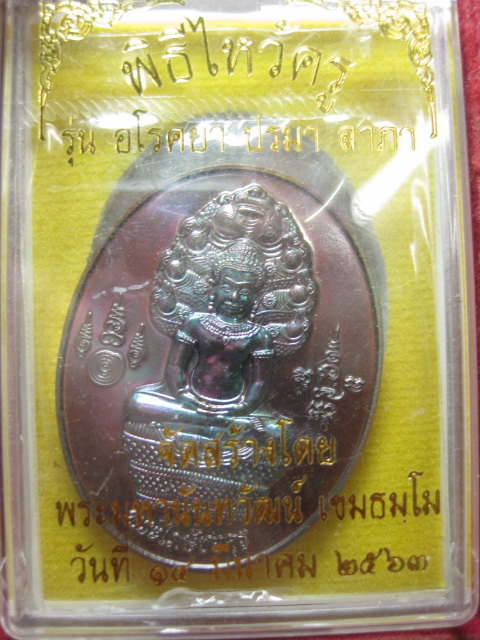 พิธีไหว้ครู
รุ่น อโรคยา ปรมา ลาภา
จัดสร้างโดย
พระมหานันทวัฒน์ เขมธมฺโม
วันที่ ๑๙ มีนาคม ๒๕๖๓